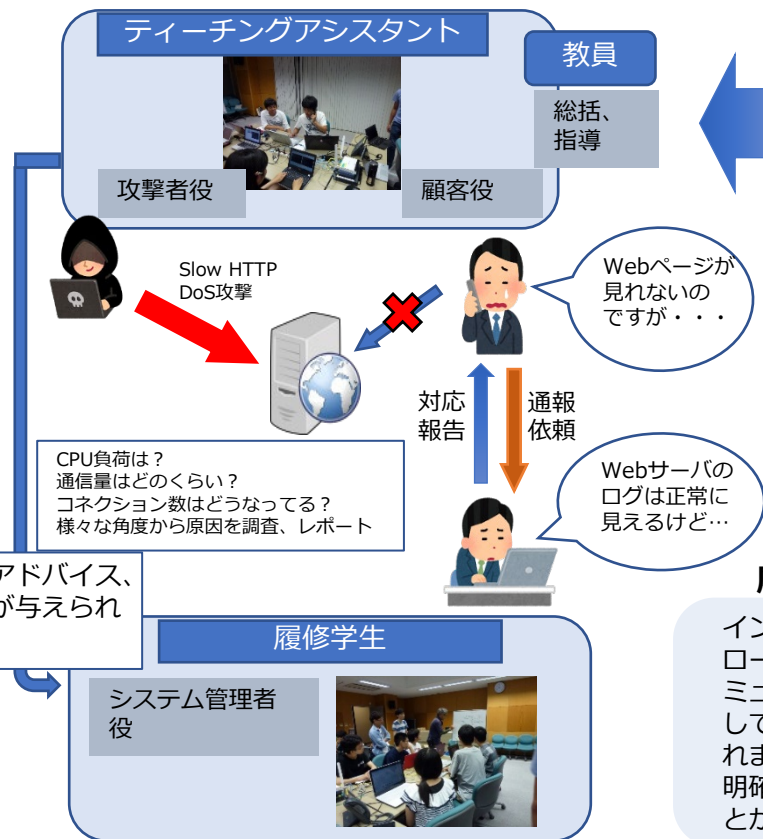 ティーチングアシスタント
教員
総括、
指導
攻撃者役
顧客役
Slow HTTP
DoS攻撃
Webページが
見れないの
ですが・・・
対応
報告
通報
依頼
CPU負荷は？
通信量はどのくらい？
コネクション数はどうなってる？
様々な角度から原因を調査、レポート
Webサーバの
ログは正常に
見えるけど…
アドバイス、
が与えられ
履修学生
システム管理者
役
イン
ロー
ミュ
して
れま
明確
とか